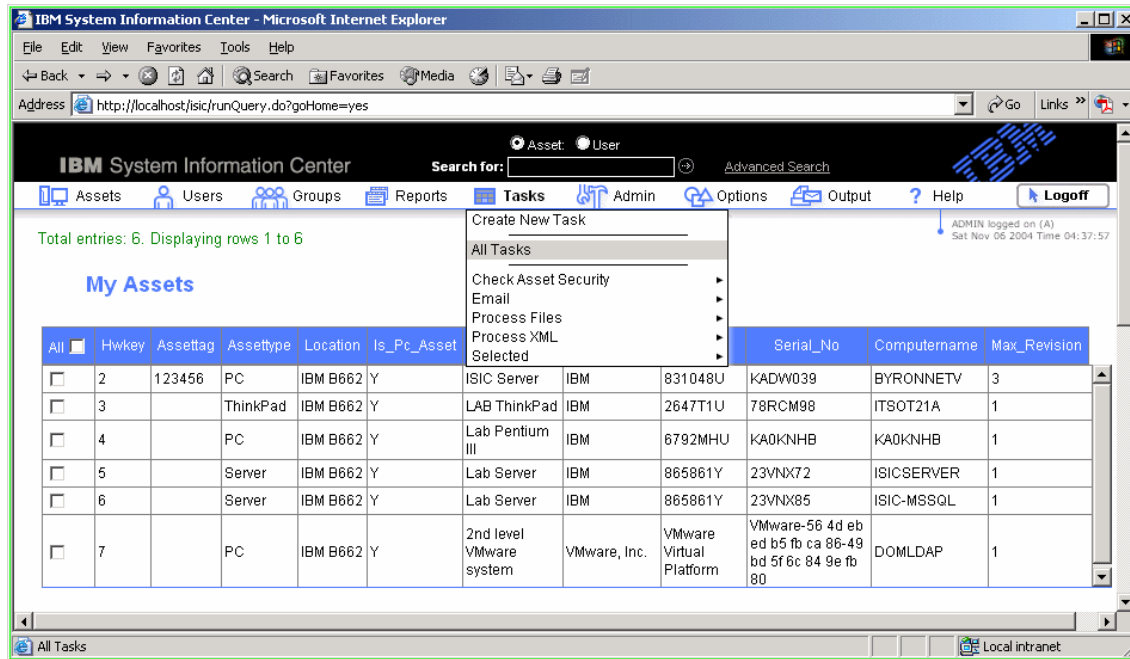 IBM System Information Center - Microsoft Internet Explorer
File Edit View Favorites Tools Help
Back Search Favorites Media
Address http://localhost/isic/runQuery.do?goHome=yes Go Links »
Asset User
IBM System Information Center Search for: Advanced Search IBM
Assets Users Groups Reports Tasks Admin Options Output ? Help Logoff
Create New Task
All Tasks
Check Asset Security
Email
Process Files
Process XML
Selected
ADMIN logged on (A)
Sat Nov 06 2004 Time 04:37:57
Total entries: 6. Displaying rows 1 to 6
My Assets
All Hwkey Assettag Assettype Location Is_Pc_Asset Serial_No Computername Max_Revision
2 123456 PC IBM B662 Y ISIC Server IBM 831048U KADW039 BYRONNETV 3
3 ThinkPad IBM B662 Y LAB ThinkPad IBM 2647T1U 78RCM98 ITSOT21A 1
4 PC IBM B662 Y Lab Pentium III IBM 6792MHU KA0KNHB KA0KNHB 1
5 Server IBM B662 Y Lab Server IBM 865861Y 23VNX72 ISICSERVER 1
6 Server IBM B662 Y Lab Server IBM 865861Y 23VNX85 ISIC-MSSQL 1
7 PC IBM B662 Y 2nd level VMware system VMware, Inc. VMware Virtual Platform VMware-56 4d eb ed b5 fb ca 86-49 bd 5f 6c 84 9e fb 80 DOMLDAP 1
All Tasks Local intranet